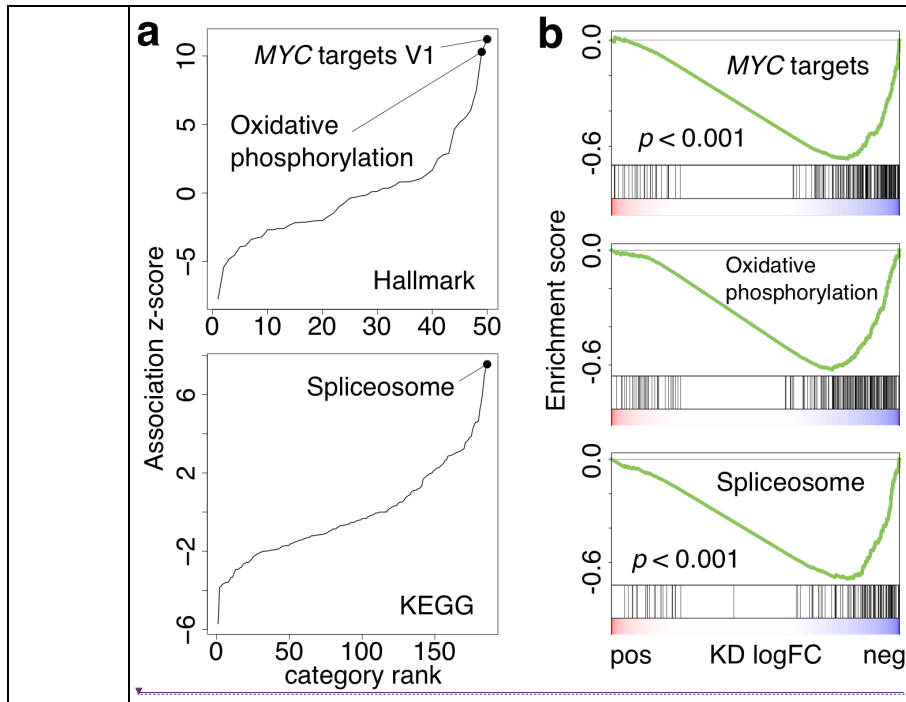 a
Association z-score
10
5
0
−5
MYC targets V1
Oxidative
phosphorylation
Hallmark
0 10 20 30 40 50
6
2
−2
−6
Spliceosome
KEGG
0 50 100 150
category rank
b
Enrichment score
0.0
-0.6
MYC targets
p < 0.001
0.0
-0.6
Oxidative
phosphorylation
0.0
-0.6
Spliceosome
p < 0.001
pos KD logFC neg